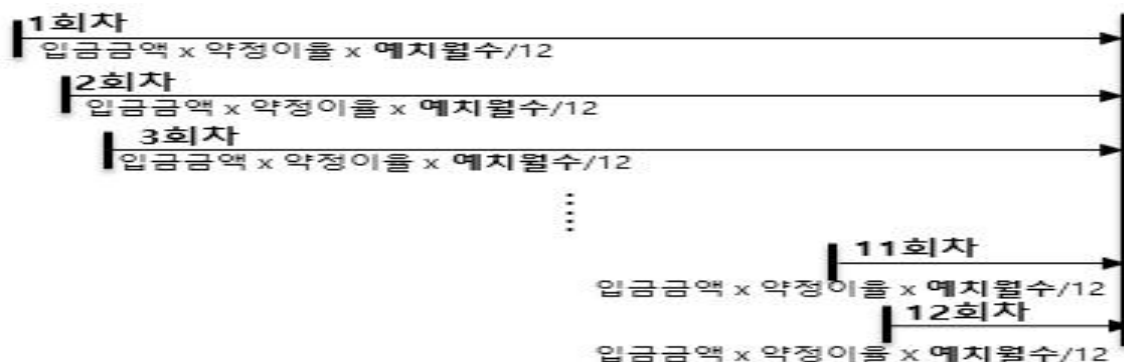 1회차
입금금액 x 약정이율 x 예치월수/12
2회차
입금금액 x 약정이율 x 예치월수/12
3회차
입금금액 x 약정이율 x 예치월수/12
11회차
입금금액 x 약정이율 x 예치월수/12
12회차
입금금액 x 약정이율 x 예치월수/12